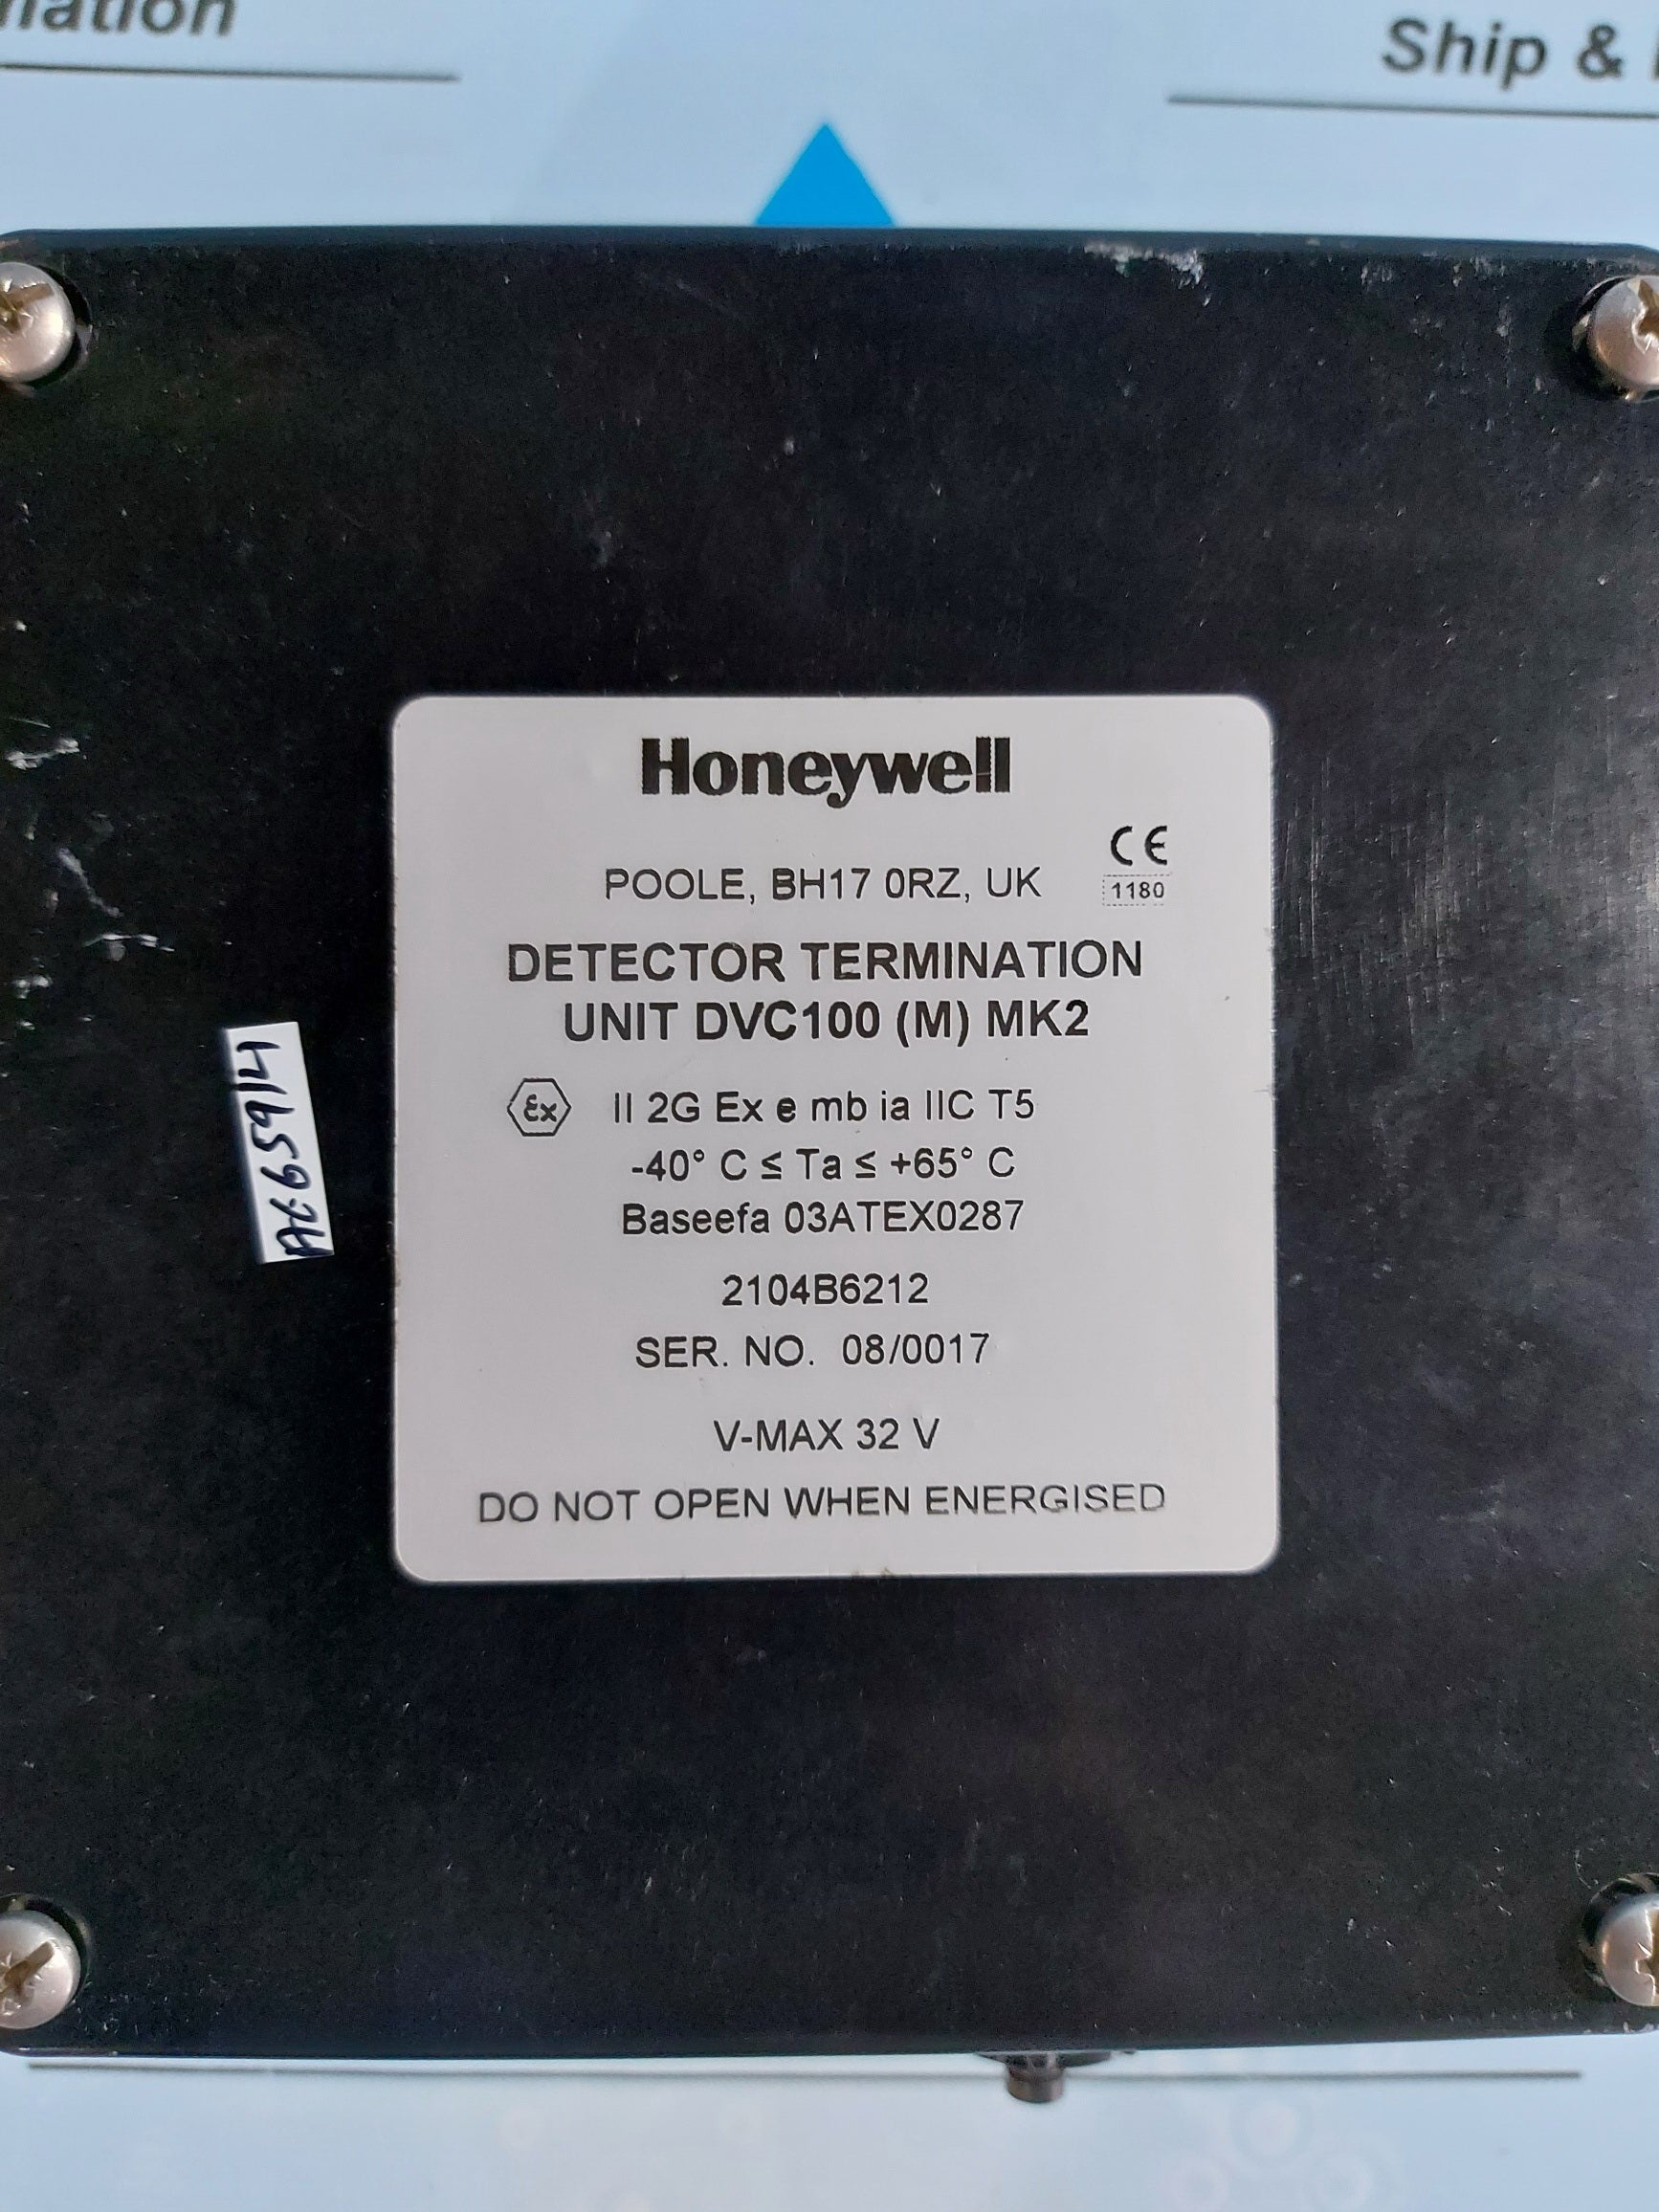 Ship &
Honeywell
CE
POOLE, BH17 0RZ, UK
1180
DETECTOR TERMINATION
UNIT DVC100 (M) MK2
Ex II 2G Ex e mb ia IIC T5
-40° C ≤ Ta ≤ +65° C
Baseefa 03ATEX0287
2104B6212
SER. NO. 08/0017
V-MAX 32 V
DO NOT OPEN WHEN ENERGISED